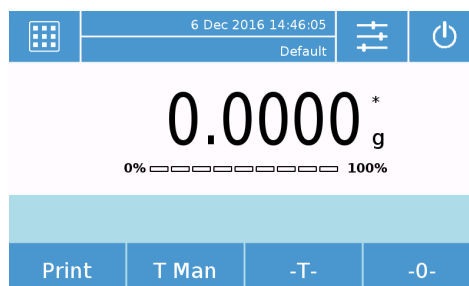 6 Dec 2016 14:46:05
Default
0.0000 * g
0% 100%
Print T Man -T- -0-